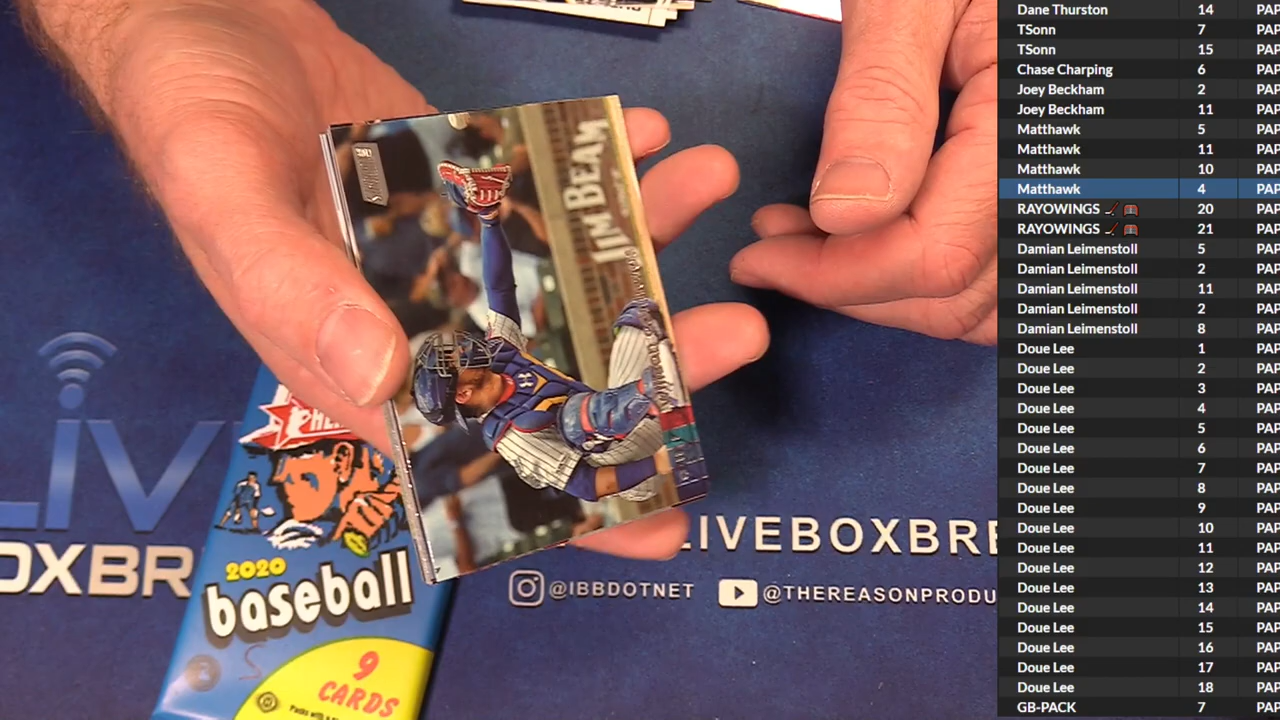 Dane Thurston 14 PAP
TSonn 7 PAP
TSonn 15 PAP
Chase Charping 6 PAP
Joey Beckham 2 PAP
Joey Beckham 11 PAP
Matthawk 5 PAP
Matthawk 11 PAP
Matthawk 10 PAP
Matthawk 4 PAP
RAYOWINGS 20 PAP
RAYOWINGS 21 PAP
Damian Leimenstoll 5 PAP
Damian Leimenstoll 2 PAP
Damian Leimenstoll 11 PAP
Damian Leimenstoll 2 PAP
Damian Leimenstoll 8 PAP
Doue Lee 1 PAP
Doue Lee 2 PAP
Doue Lee 3 PAP
Doue Lee 4 PAP
Doue Lee 5 PAP
Doue Lee 6 PAP
Doue Lee 7 PAP
Doue Lee 8 PAP
Doue Lee 9 PAP
Doue Lee 10 PAP
Doue Lee 11 PAP
Doue Lee 12 PAP
Doue Lee 13 PAP
Doue Lee 14 PAP
Doue Lee 15 PAP
Doue Lee 16 PAP
Doue Lee 17 PAP
Doue Lee 18 PAP
GB-PACK 7 PAP
JIM BEAM
LiV
OXBR
2020
baseball
9
CARDS
LIVEBOXBRE
@IBBDOTNET @THEREASONPRODU